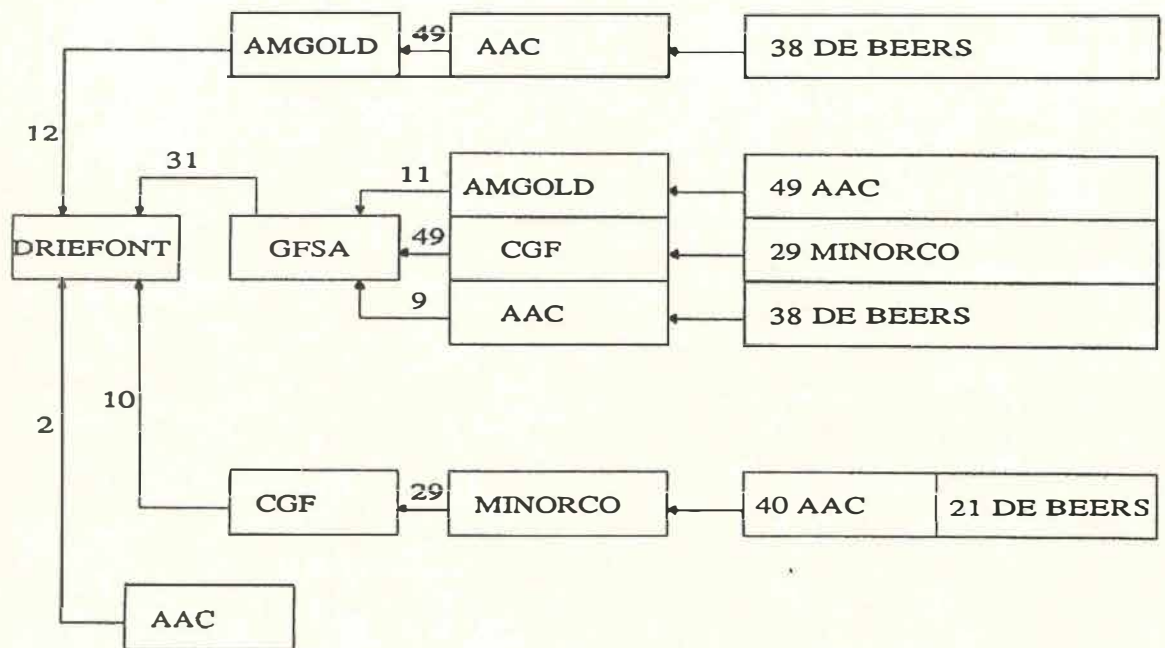 AMGOLD 49 AAC 38 DE BEERS
12
31
11 AMGOLD 49 AAC
DRIEFONT GFSA 49 CGF 29 MINORCO
9 AAC 38 DE BEERS
2 10
CGF 29 MINORCO 40 AAC 21 DE BEERS
AAC